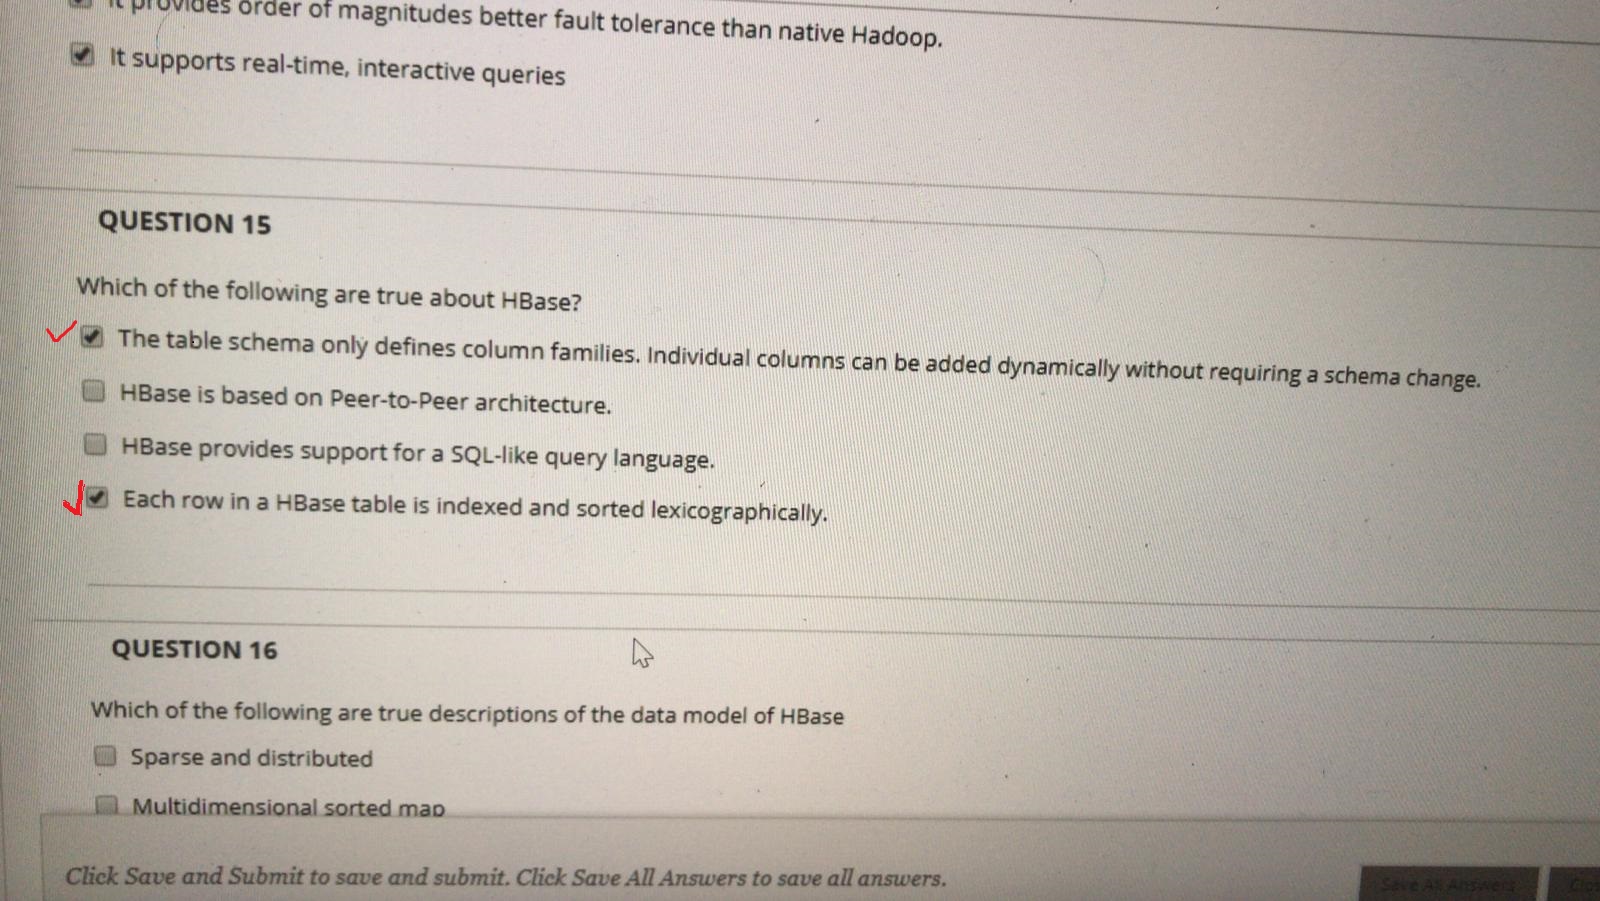 It provides order of magnitudes better fault tolerance than native Hadoop.
It supports real-time, interactive queries
QUESTION 15
Which of the following are true about HBase?
The table schema only defines column families. Individual columns can be added dynamically without requiring a schema change.
HBase is based on Peer-to-Peer architecture.
HBase provides support for a SQL-like query language.
Each row in a HBase table is indexed and sorted lexicographically.
QUESTION 16
Which of the following are true descriptions of the data model of HBase
Sparse and distributed
Multidimensional sorted map
Click Save and Submit to save and submit. Click Save All Answers to save all answers.
Save All Answers